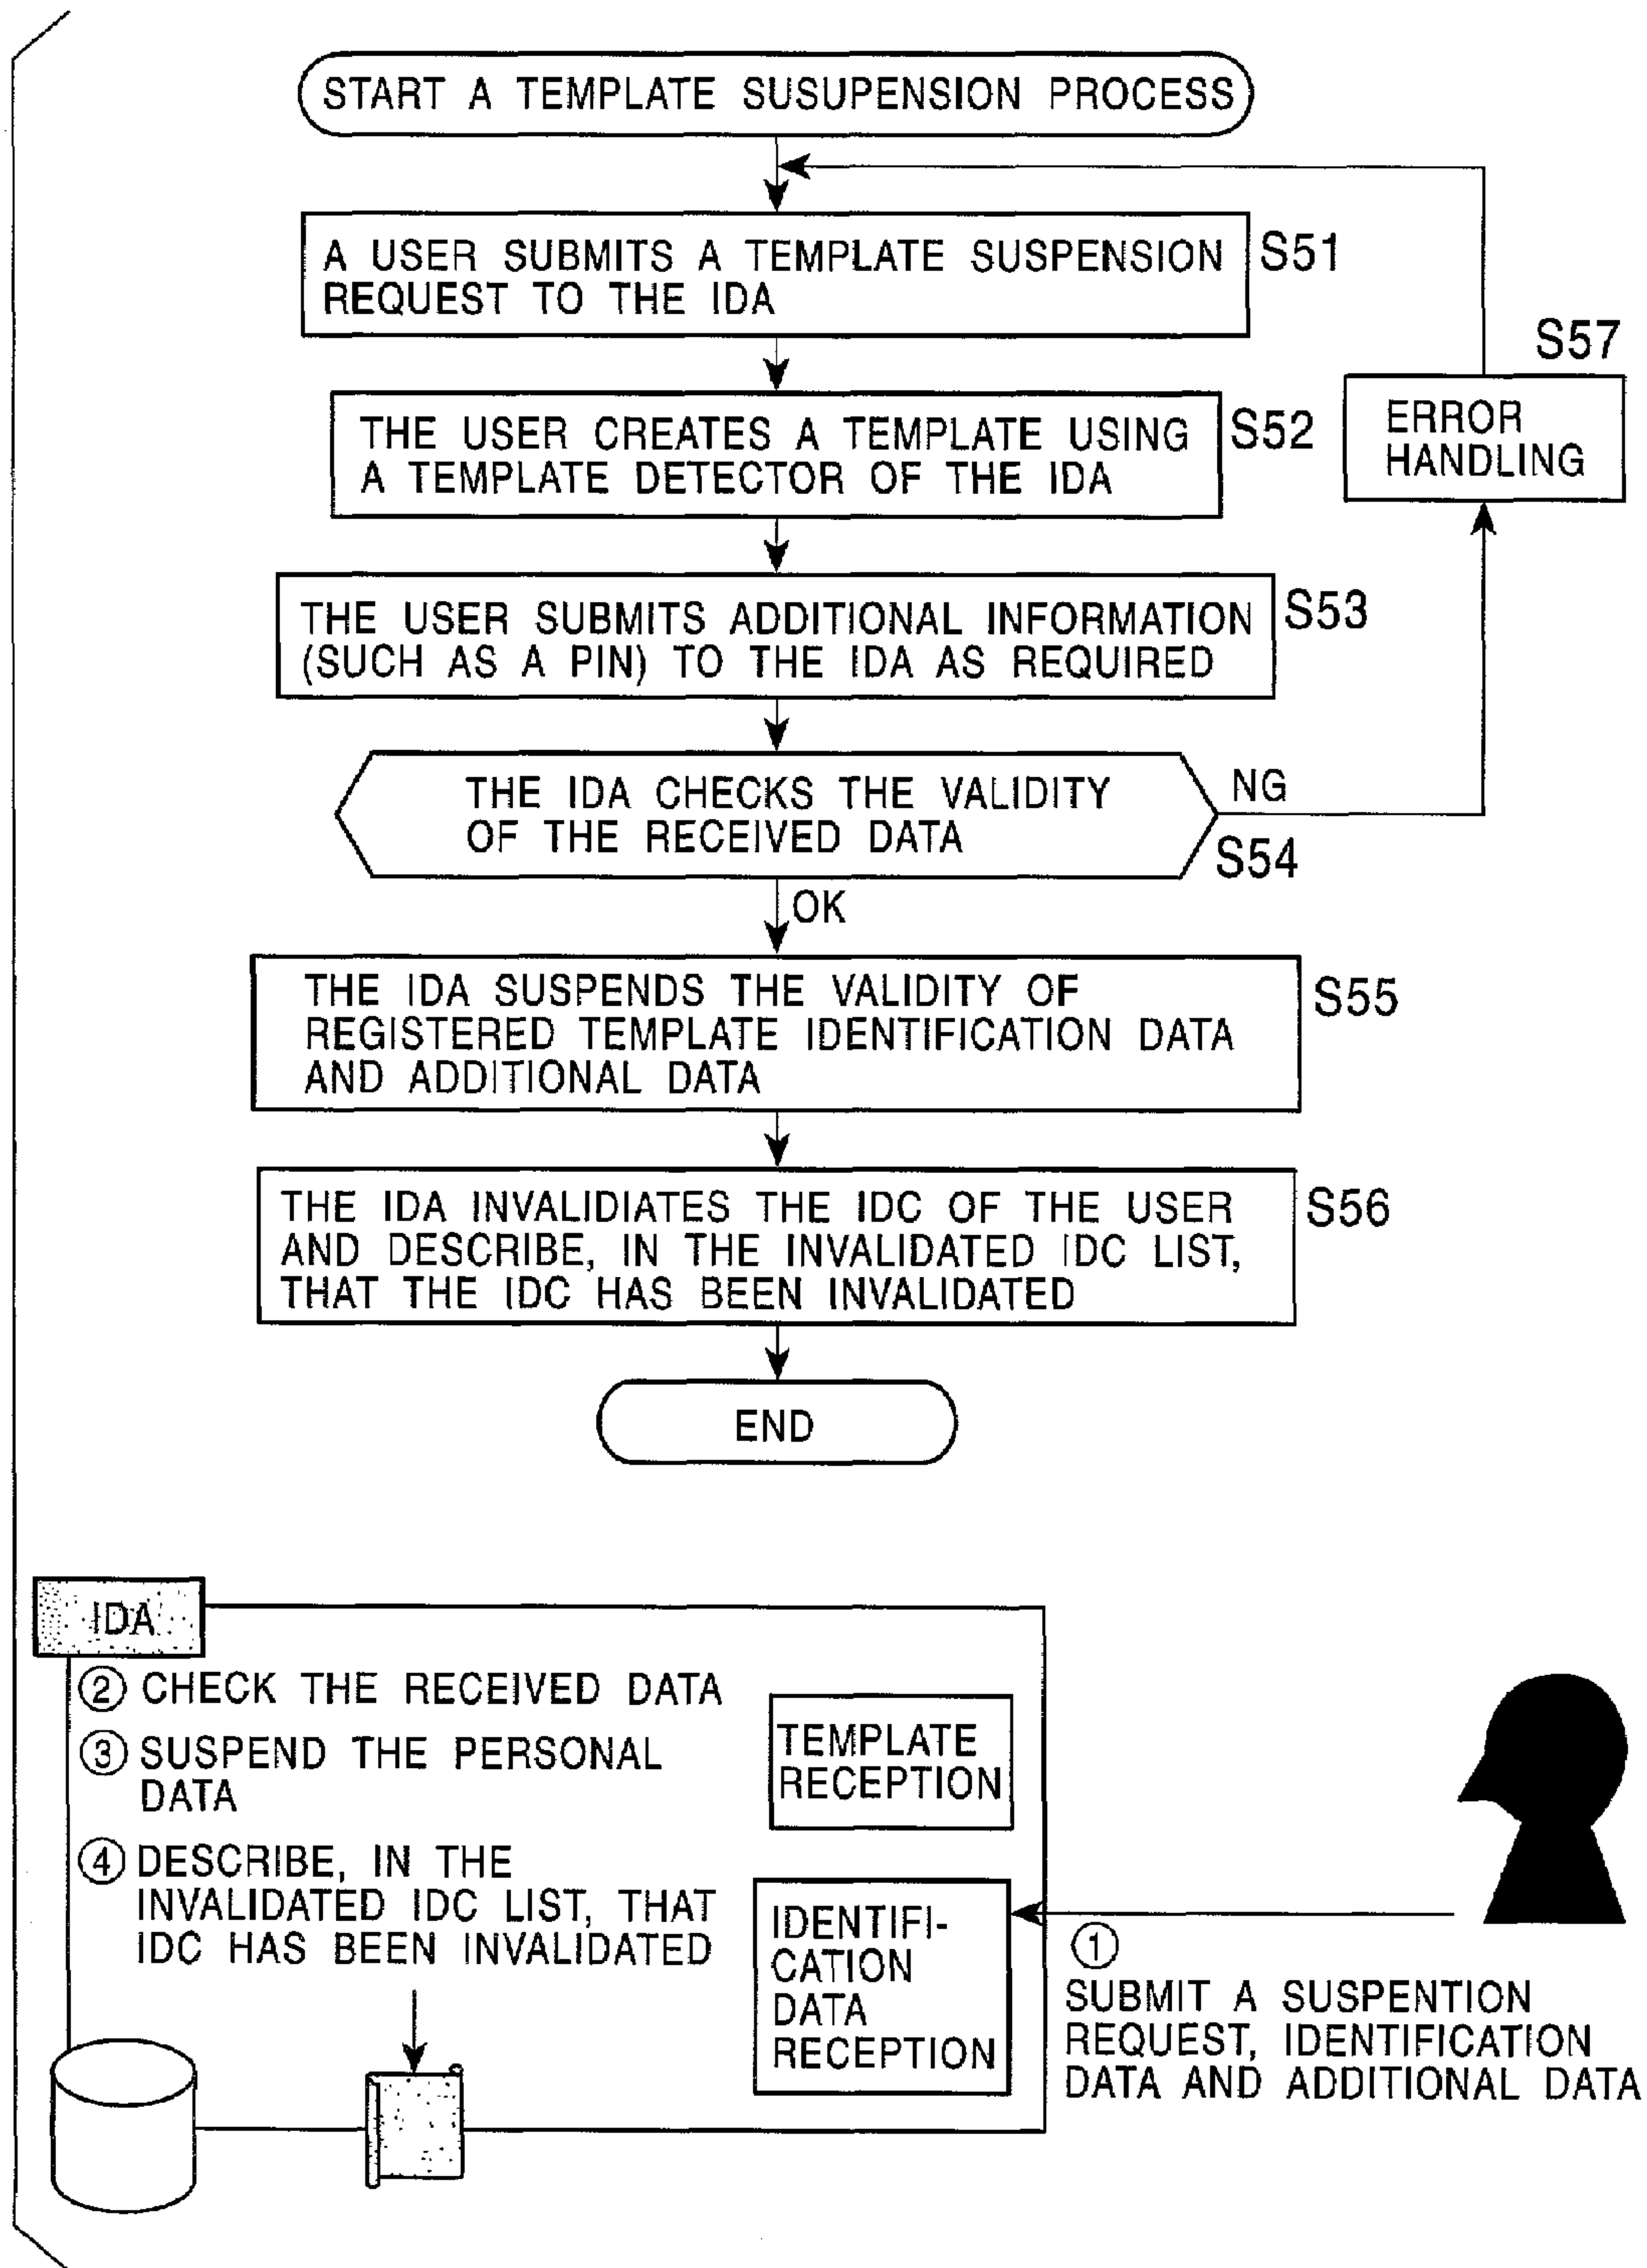 START A TEMPLATE SUSUPENSION PROCESS
A USER SUBMITS A TEMPLATE SUSPENSION
REQUEST TO THE IDA
S51
S57
ERROR
HANDLING
THE USER CREATES A TEMPLATE USING
A TEMPLATE DETECTOR OF THE IDA
S52
THE USER SUBMITS ADDITIONAL INFORMATION
(SUCH AS A PIN) TO THE IDA AS REQUIRED
S53
THE IDA CHECKS THE VALIDITY
OF THE RECEIVED DATA
NG
S54
OK
THE IDA SUSPENDS THE VALIDITY OF
REGISTERED TEMPLATE IDENTIFICATION DATA
AND ADDITIONAL DATA
S55
THE IDA INVALIDIATES THE IDC OF THE USER
AND DESCRIBE, IN THE INVALIDATED IDC LIST,
THAT THE IDC HAS BEEN INVALIDATED
S56
END
IDA
② CHECK THE RECEIVED DATA
③ SUSPEND THE PERSONAL
DATA
④ DESCRIBE, IN THE
INVALIDATED IDC LIST, THAT
IDC HAS BEEN INVALIDATED
TEMPLATE
RECEPTION
IDENTIFI-
CATION
DATA
RECEPTION
①
SUBMIT A SUSPENTION
REQUEST, IDENTIFICATION
DATA AND ADDITIONAL DATA